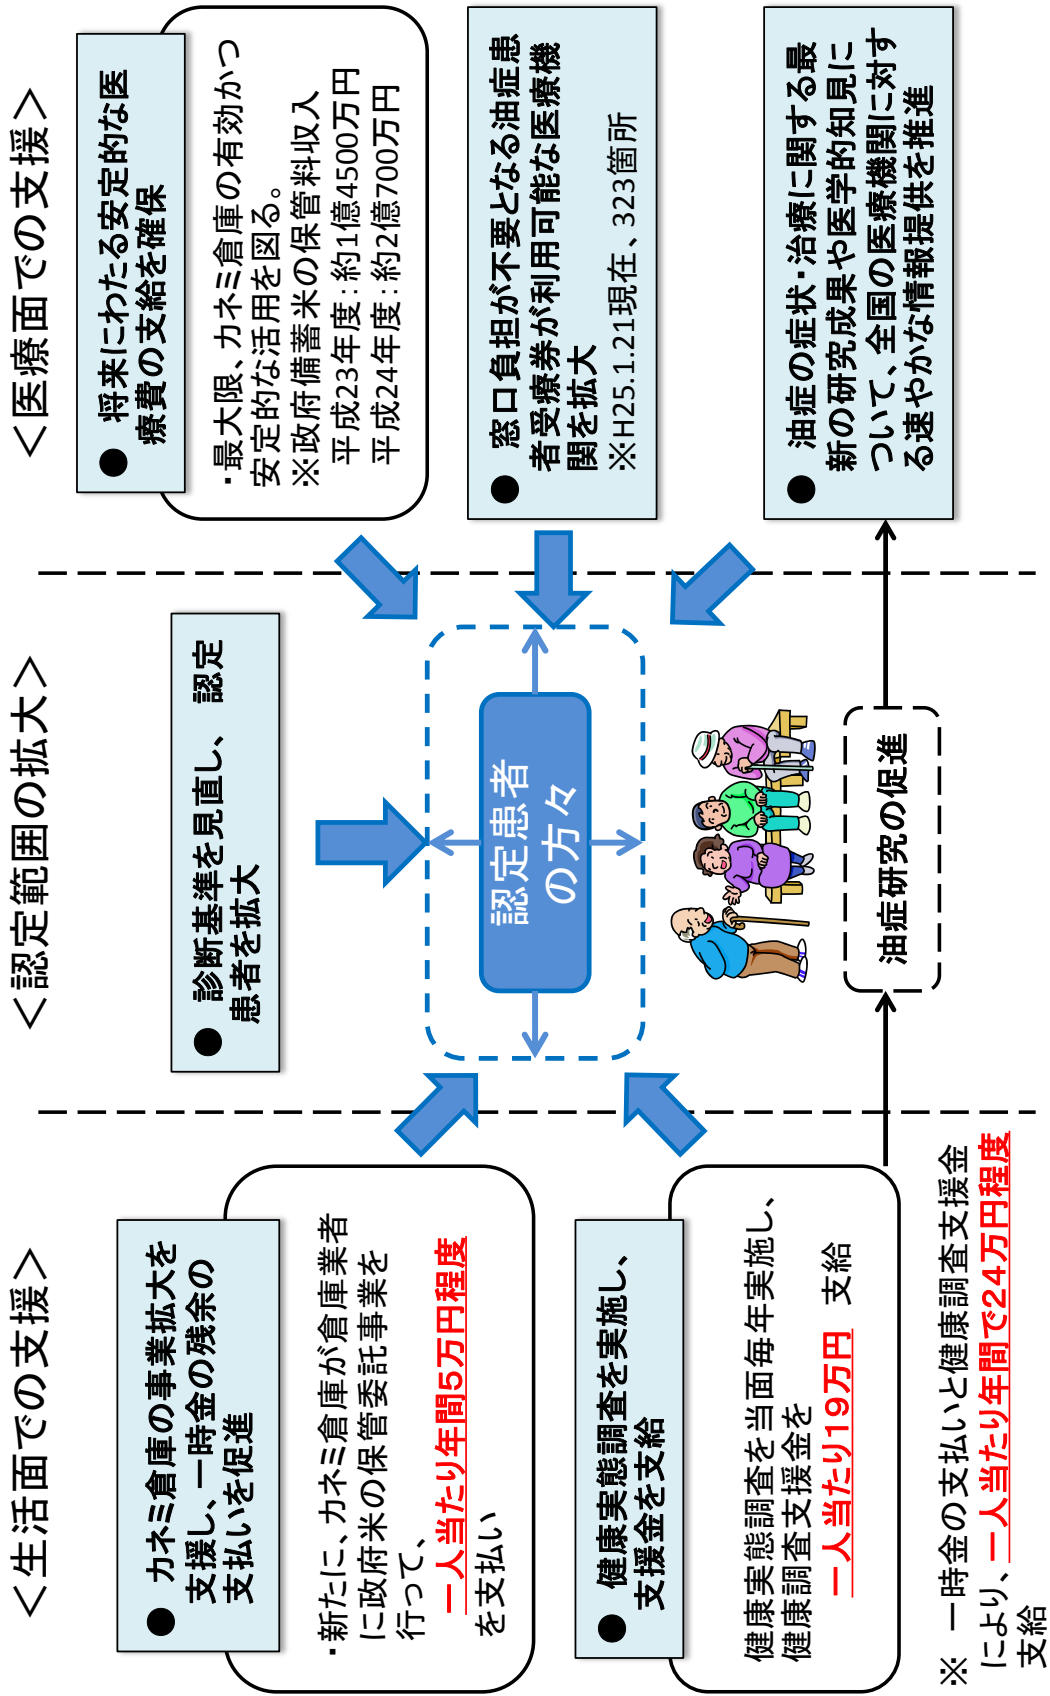 ＜生活面での支援＞
● カネミ倉庫の事業拡大を
支援し、一時金の残余の
支払いを促進
・新たに、カネミ倉庫が倉庫業者
に政府米の保管委託事業を
行って、
一人当たり年間5万円程度
を支払い
● 健康実態調査を実施し、
支援金を支給
健康実態調査を当面毎年実施し、
健康調査支援金を
一人当たり19万円　支給
※ 一時金の支払いと健康調査支援金
により、一人当たり年間で24万円程度
支給
＜認定範囲の拡大＞
● 診断基準を見直し、　認定
患者を拡大
認定患者
の方々
油症研究の促進
＜医療面での支援＞
● 将来にわたる安定的な医
療費の支給を確保
・最大限、カネミ倉庫の有効かつ
安定的な活用を図る。
※政府備蓄米の保管料収入
平成23年度：約1億4500万円
平成24年度：約2億700万円
● 窓口負担が不要となる油症患
者受療券が利用可能な医療機
関を拡大
※H25.1.21現在、323箇所
● 油症の症状・治療に関する最
新の研究成果や医学的知見に
ついて、全国の医療機関に対す
る速やかな情報提供を推進